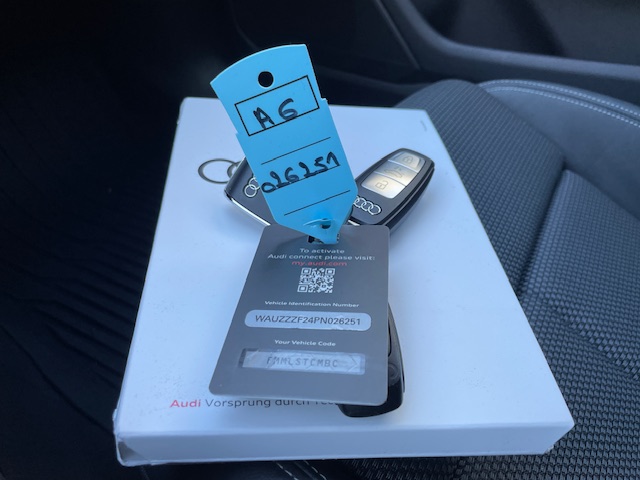 A6
026251
To activate
Audi connect please visit:
my.audi.com
Vehicle Identification Number
WAUZZZF24PN026251
Your Vehicle Code
Audi Vorsprung durch